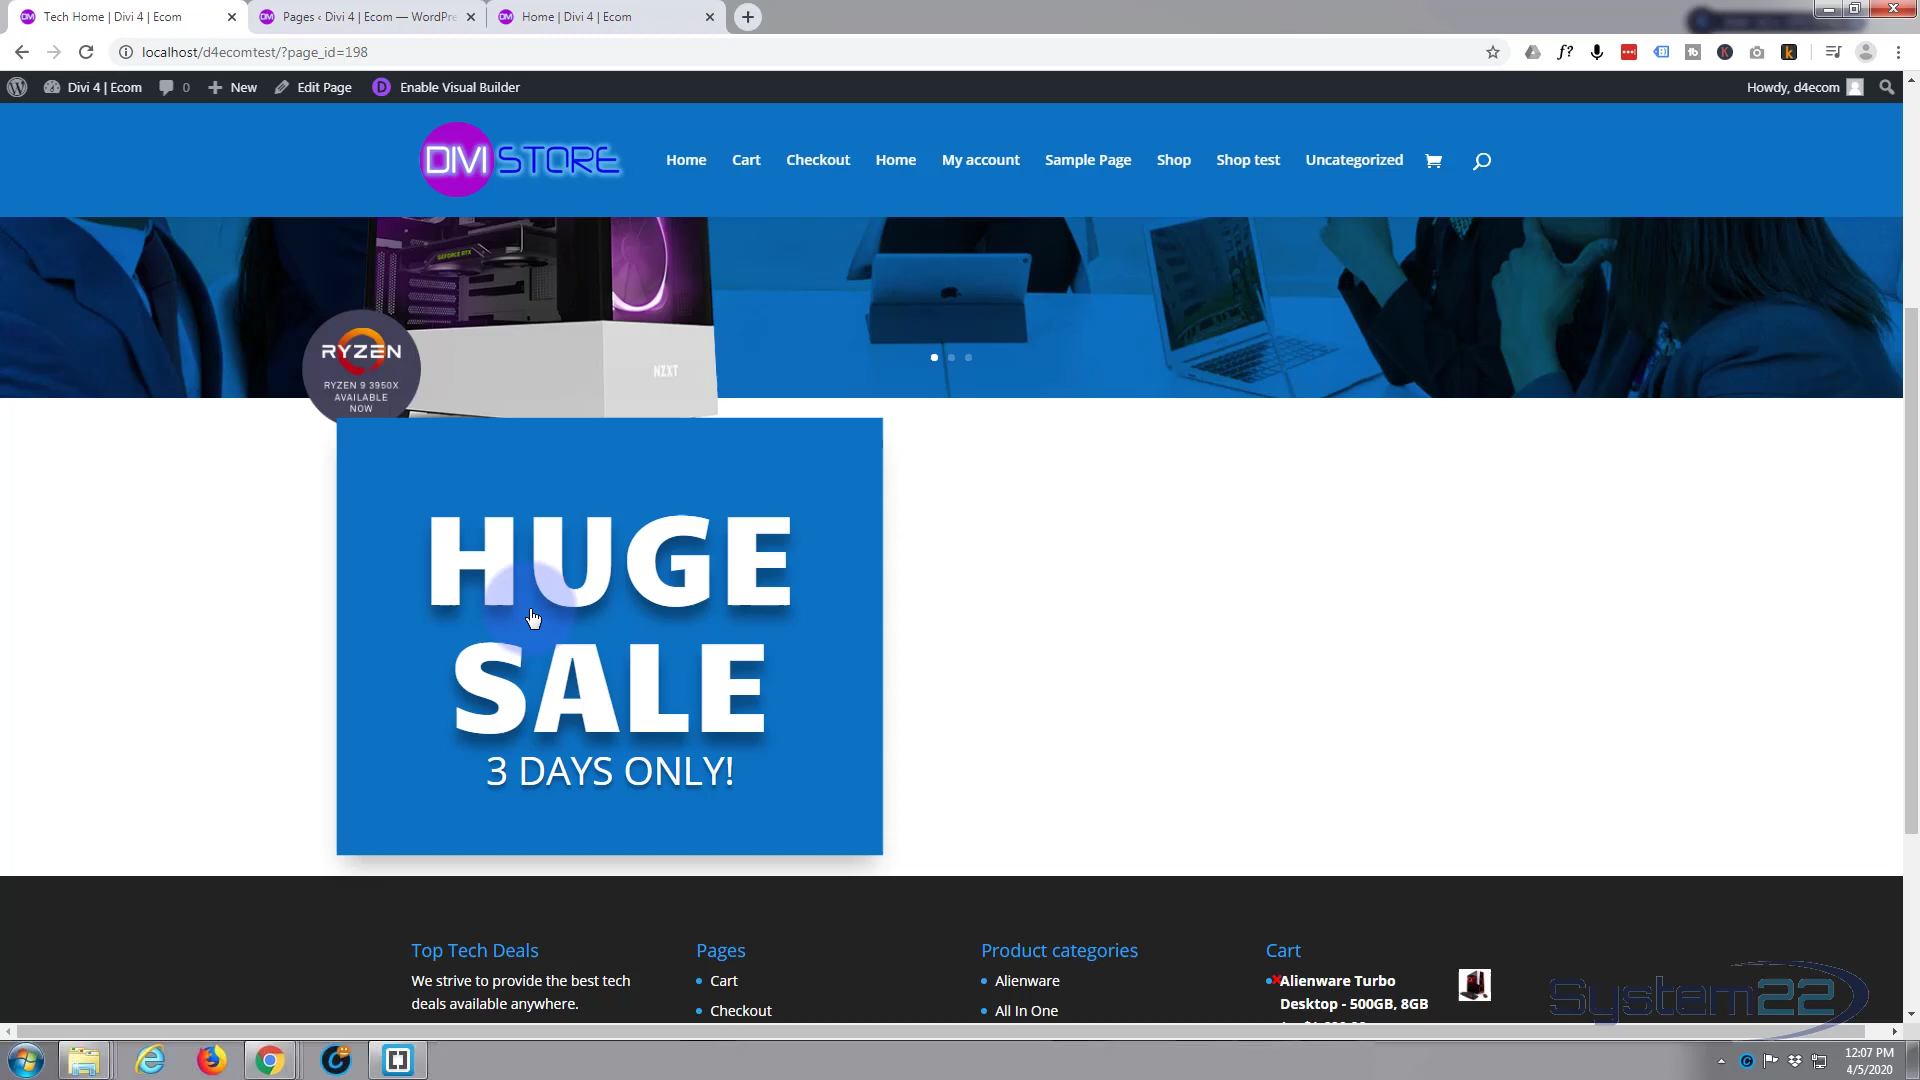 Tech Home | Divi 4 | Ecom
Pages ‹ Divi 4 | Ecom — WordPre
Home | Divi 4 | Ecom
localhost/d4ecomtest/?page_id=198
Divi 4 | Ecom
0
New
Edit Page
D
Enable Visual Builder
Howdy, d4ecom
DIVI STORE
Home
Cart
Checkout
Home
My account
Sample Page
Shop
Shop test
Uncategorized
GEFORCE RTX
NZXT
RYZEN
RYZEN 9 3950X
AVAILABLE
NOW
HUGE
SALE
3 DAYS ONLY!
Top Tech Deals
We strive to provide the best tech
deals available anywhere.
Pages
Cart
Checkout
Product categories
Alienware
All In One
Cart
Alienware Turbo
Desktop - 500GB, 8GB
System22
12:07 PM
4/5/2020